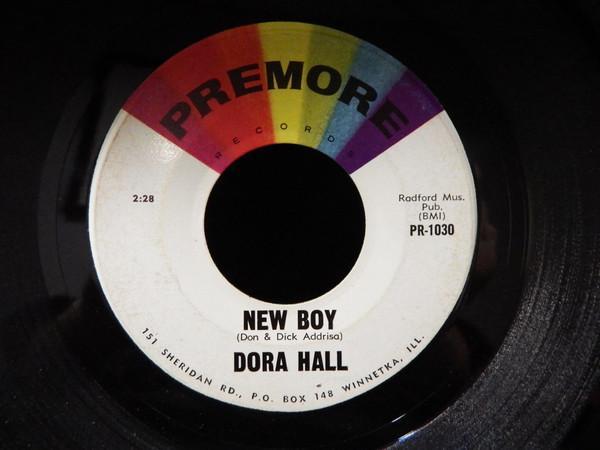 PREMORE
RECORDS
2:28
Radford Mus.
Pub.
(BMI)
PR-1030
NEW BOY
(Don & Dick Addrisa)
DORA HALL
151 SHERIDAN RD., P.O. BOX 148 WINNETKA, ILL.